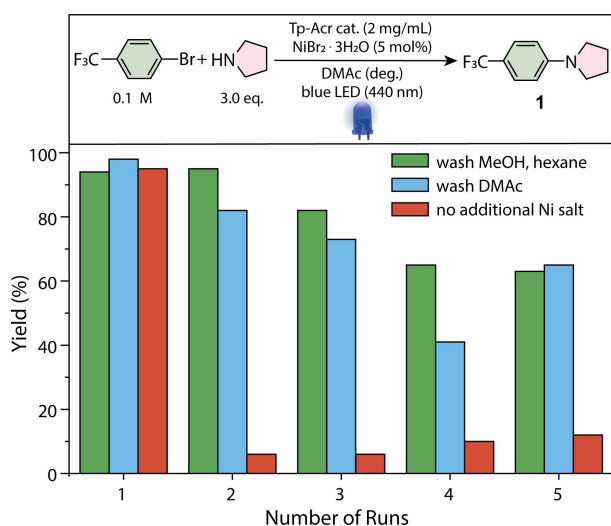 Tp-Acr cat. (2 mg/mL)
NiBr₂ · 3H₂O (5 mol%)
F₃C Br + HN F₃C N
DMAc (deg.)
0.1 M 3.0 eq. blue LED (440 nm) 1
100
80
60
40
20
0
Yield (%)
wash MeOH, hexane
wash DMAc
no additional Ni salt
1 2 3 4 5
Number of Runs